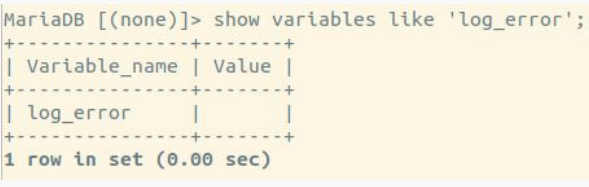 MariaDB [(none)]> show variables like 'log_error';
+---------------+-------+
| Variable_name | Value |
+---------------+-------+
| log_error     |       |
+---------------+-------+
1 row in set (0.00 sec)